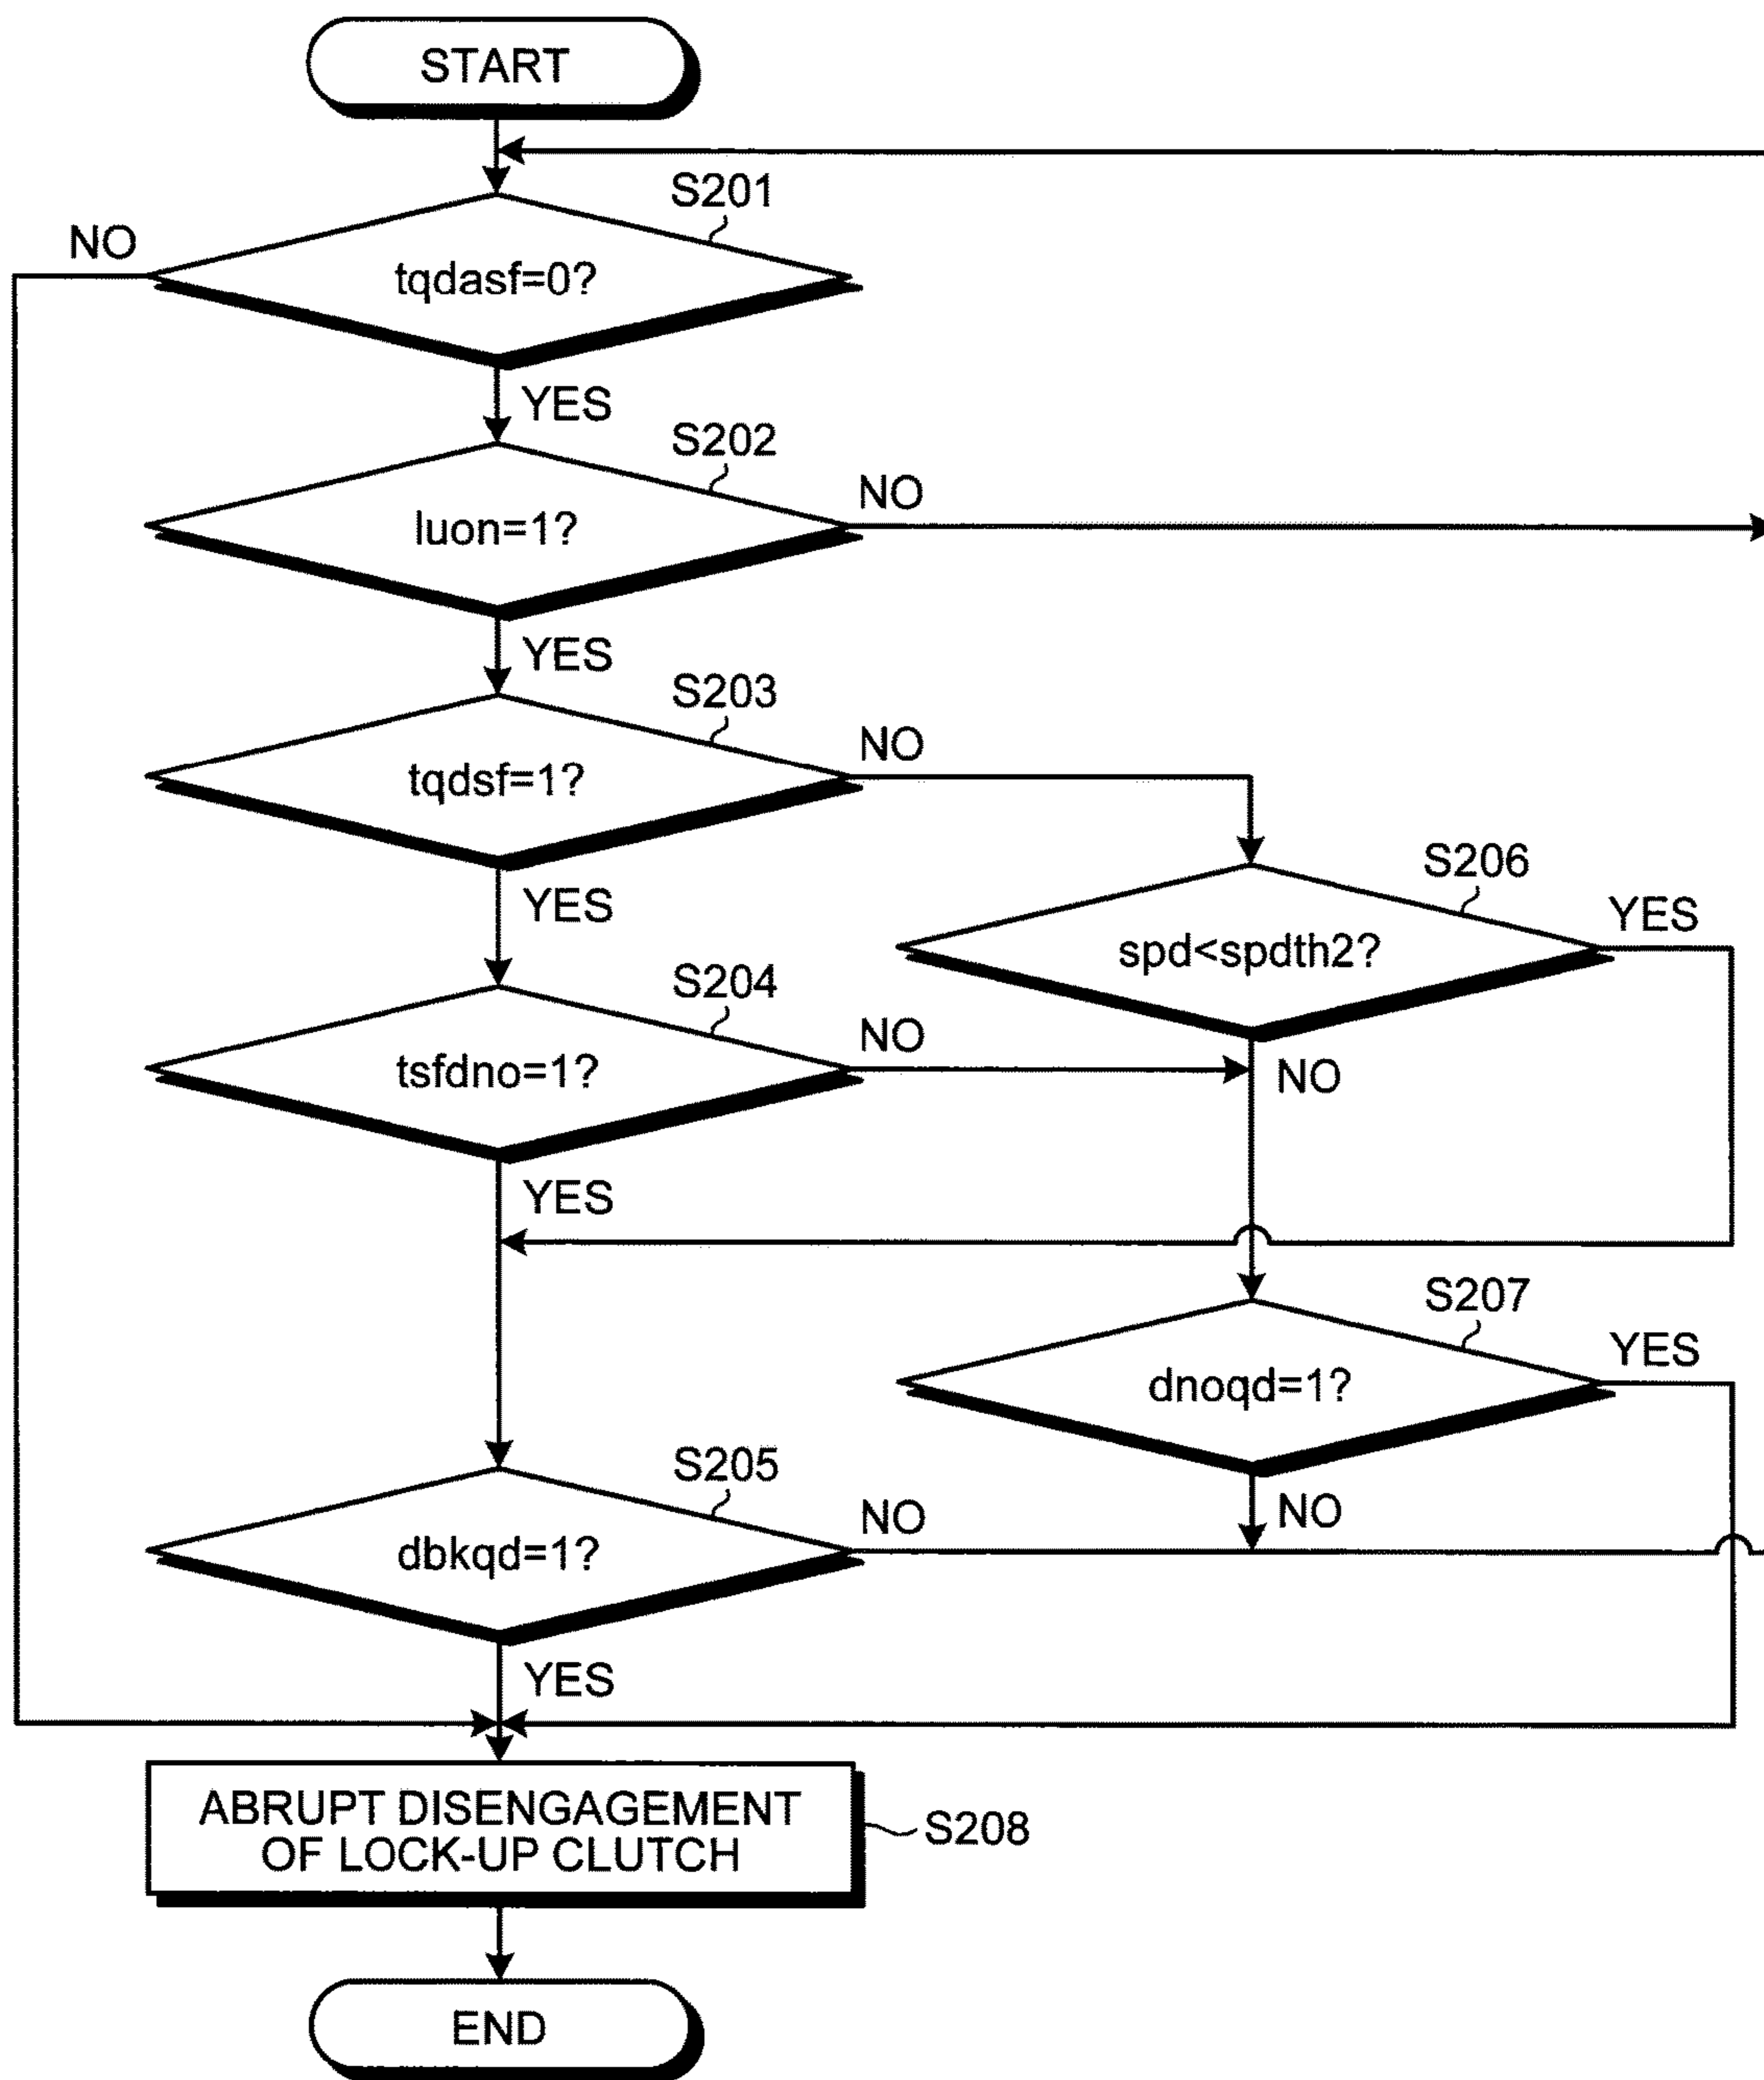 START
S201
NO
tqdasf=0?
YES
S202
NO
luon=1?
YES
S203
NO
tqdsf=1?
S206
YES
YES
spd<spdth2?
S204
NO
NO
tsfdno=1?
YES
S207
YES
dnoqd=1?
S205
NO
NO
dbkqd=1?
YES
ABRUPT DISENGAGEMENT
OF LOCK-UP CLUTCH
S208
END